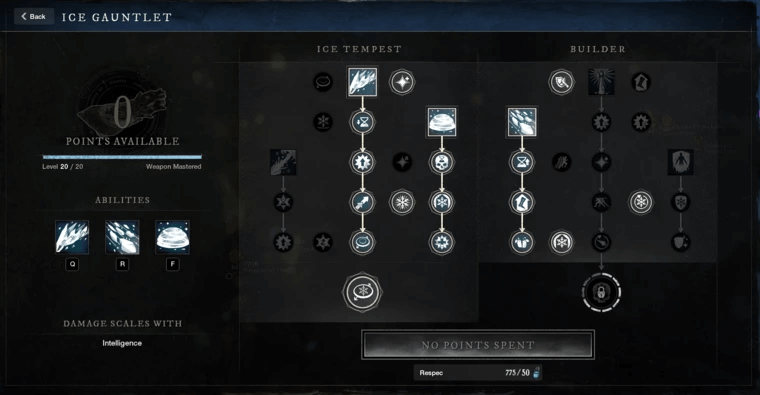 Back
ICE GAUNTLET
0
POINTS AVAILABLE
Level 20 / 20
Weapon Mastered
ABILITIES
Q
R
F
DAMAGE SCALES WITH
Intelligence
ICE TEMPEST
BUILDER
NO POINTS SPENT
Respec
775 / 50